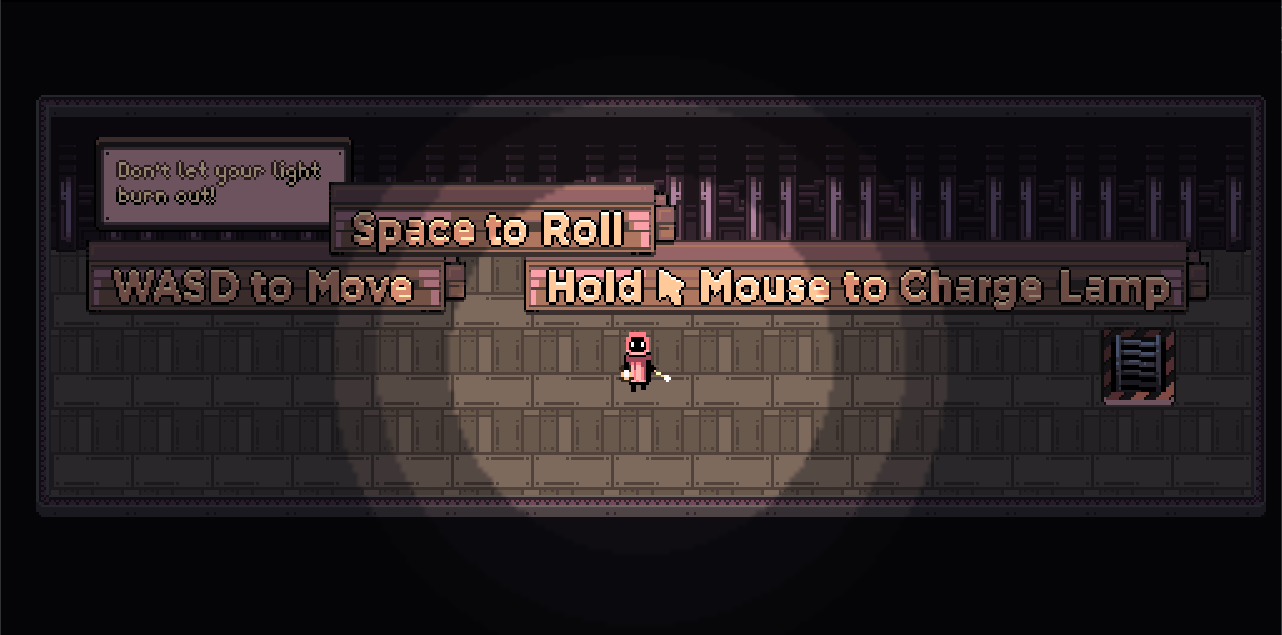 Don't let your light
burn out!
Space to Roll
WASD to Move
Hold Mouse to Charge Lamp